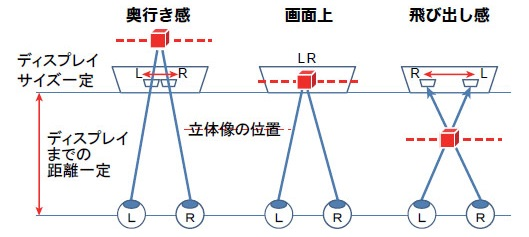 奥行き感
画面上
飛び出し感
ディスプレイ
サイズ一定
L R
LR
R L
ディスプレイ
までの
距離一定
立体像の位置
L R
L R
L R